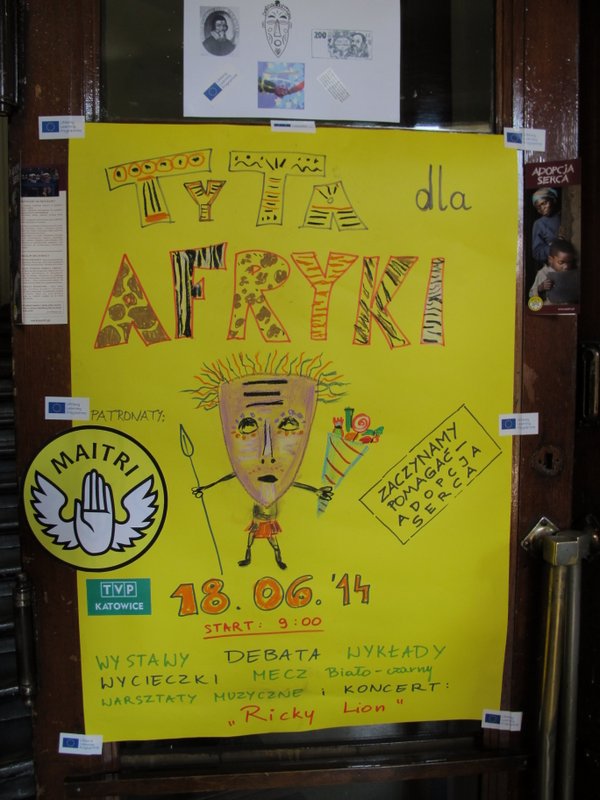 200
TyTA dla
AFRYKI
ADOPCJA
SERCA
PATRONATY:
MAITRI
ZACZYNAMY
POMAGAĆ-
ADOPCJA
SERCA
TVP
KATOWICE
18.06.'14
START: 9:00
WYSTAWY DEBATA WYKŁADY
WYCIECZKI MECZ Biało-czarny
WARSZTATY MUZYCZNE i KONCERT:
„Ricky Lion"